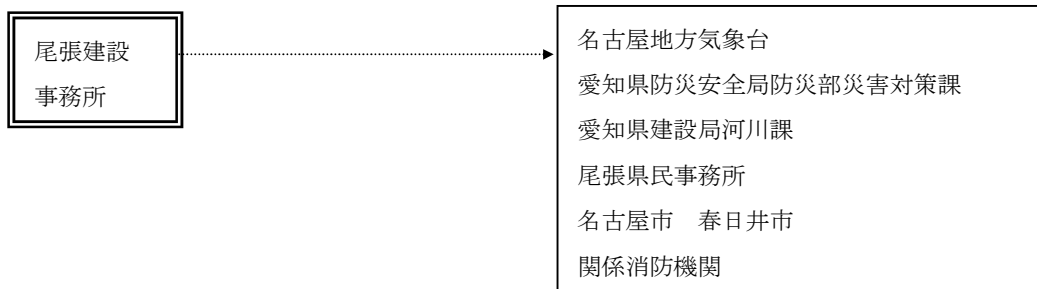 尾張建設
事務所
名古屋地方気象台
愛知県防災安全局防災部災害対策課
愛知県建設局河川課
尾張県民事務所
名古屋市　春日井市
関係消防機関